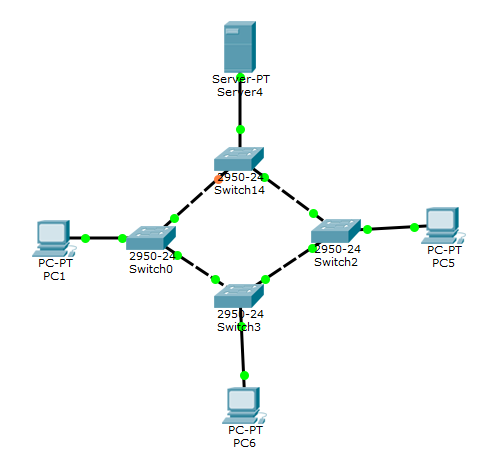 Server-PT
Server4
2950-24
Switch14
2950-24
Switch0
2950-24
Switch2
PC-PT
PC1
PC-PT
PC5
2950-24
Switch3
PC-PT
PC6